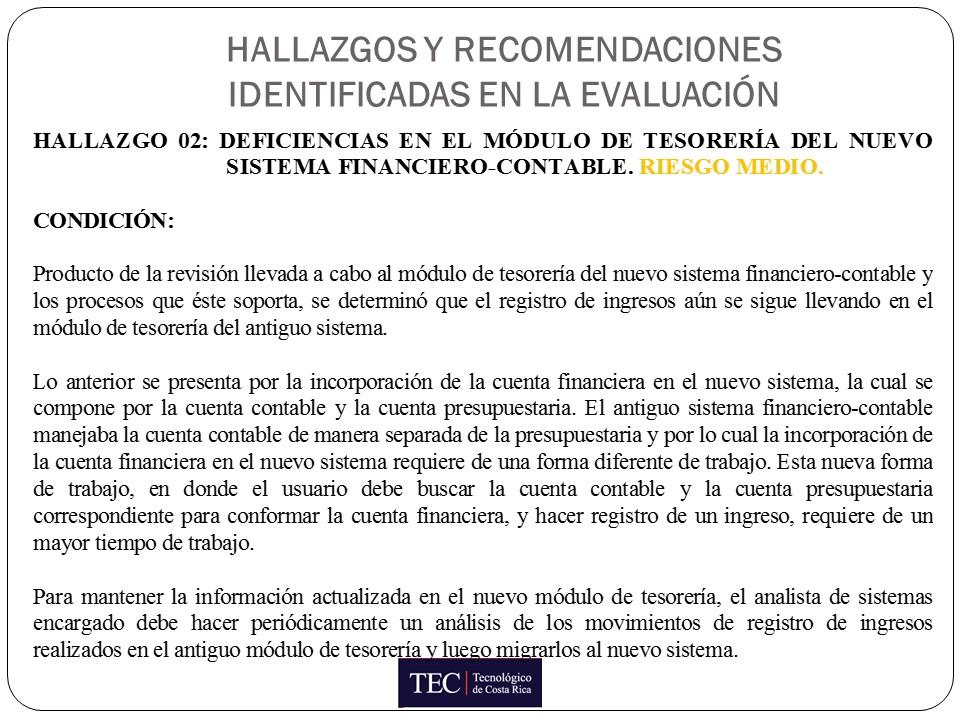 HALLAZGOS Y RECOMENDACIONES
IDENTIFICADAS EN LA EVALUACIÓN
HALLAZGO 02: DEFICIENCIAS EN EL MÓDULO DE TESORERÍA DEL NUEVO
SISTEMA FINANCIERO-CONTABLE. RIESGO MEDIO.
CONDICIÓN:
Producto de la revisión llevada a cabo al módulo de tesorería del nuevo sistema financiero-contable y
los procesos que éste soporta, se determinó que el registro de ingresos aún se sigue llevando en el
módulo de tesorería del antiguo sistema.
Lo anterior se presenta por la incorporación de la cuenta financiera en el nuevo sistema, la cual se
compone por la cuenta contable y la cuenta presupuestaria. El antiguo sistema financiero-contable
manejaba la cuenta contable de manera separada de la presupuestaria y por lo cual la incorporación de
la cuenta financiera en el nuevo sistema requiere de una forma diferente de trabajo. Esta nueva forma
de trabajo, en donde el usuario debe buscar la cuenta contable y la cuenta presupuestaria
correspondiente para conformar la cuenta financiera, y hacer registro de un ingreso, requiere de un
mayor tiempo de trabajo.
Para mantener la información actualizada en el nuevo módulo de tesorería, el analista de sistemas
encargado debe hacer periódicamente un análisis de los movimientos de registro de ingresos
realizados en el antiguo módulo de tesorería y luego migrarlos al nuevo sistema.
TEC Tecnológico
de Costa Rica